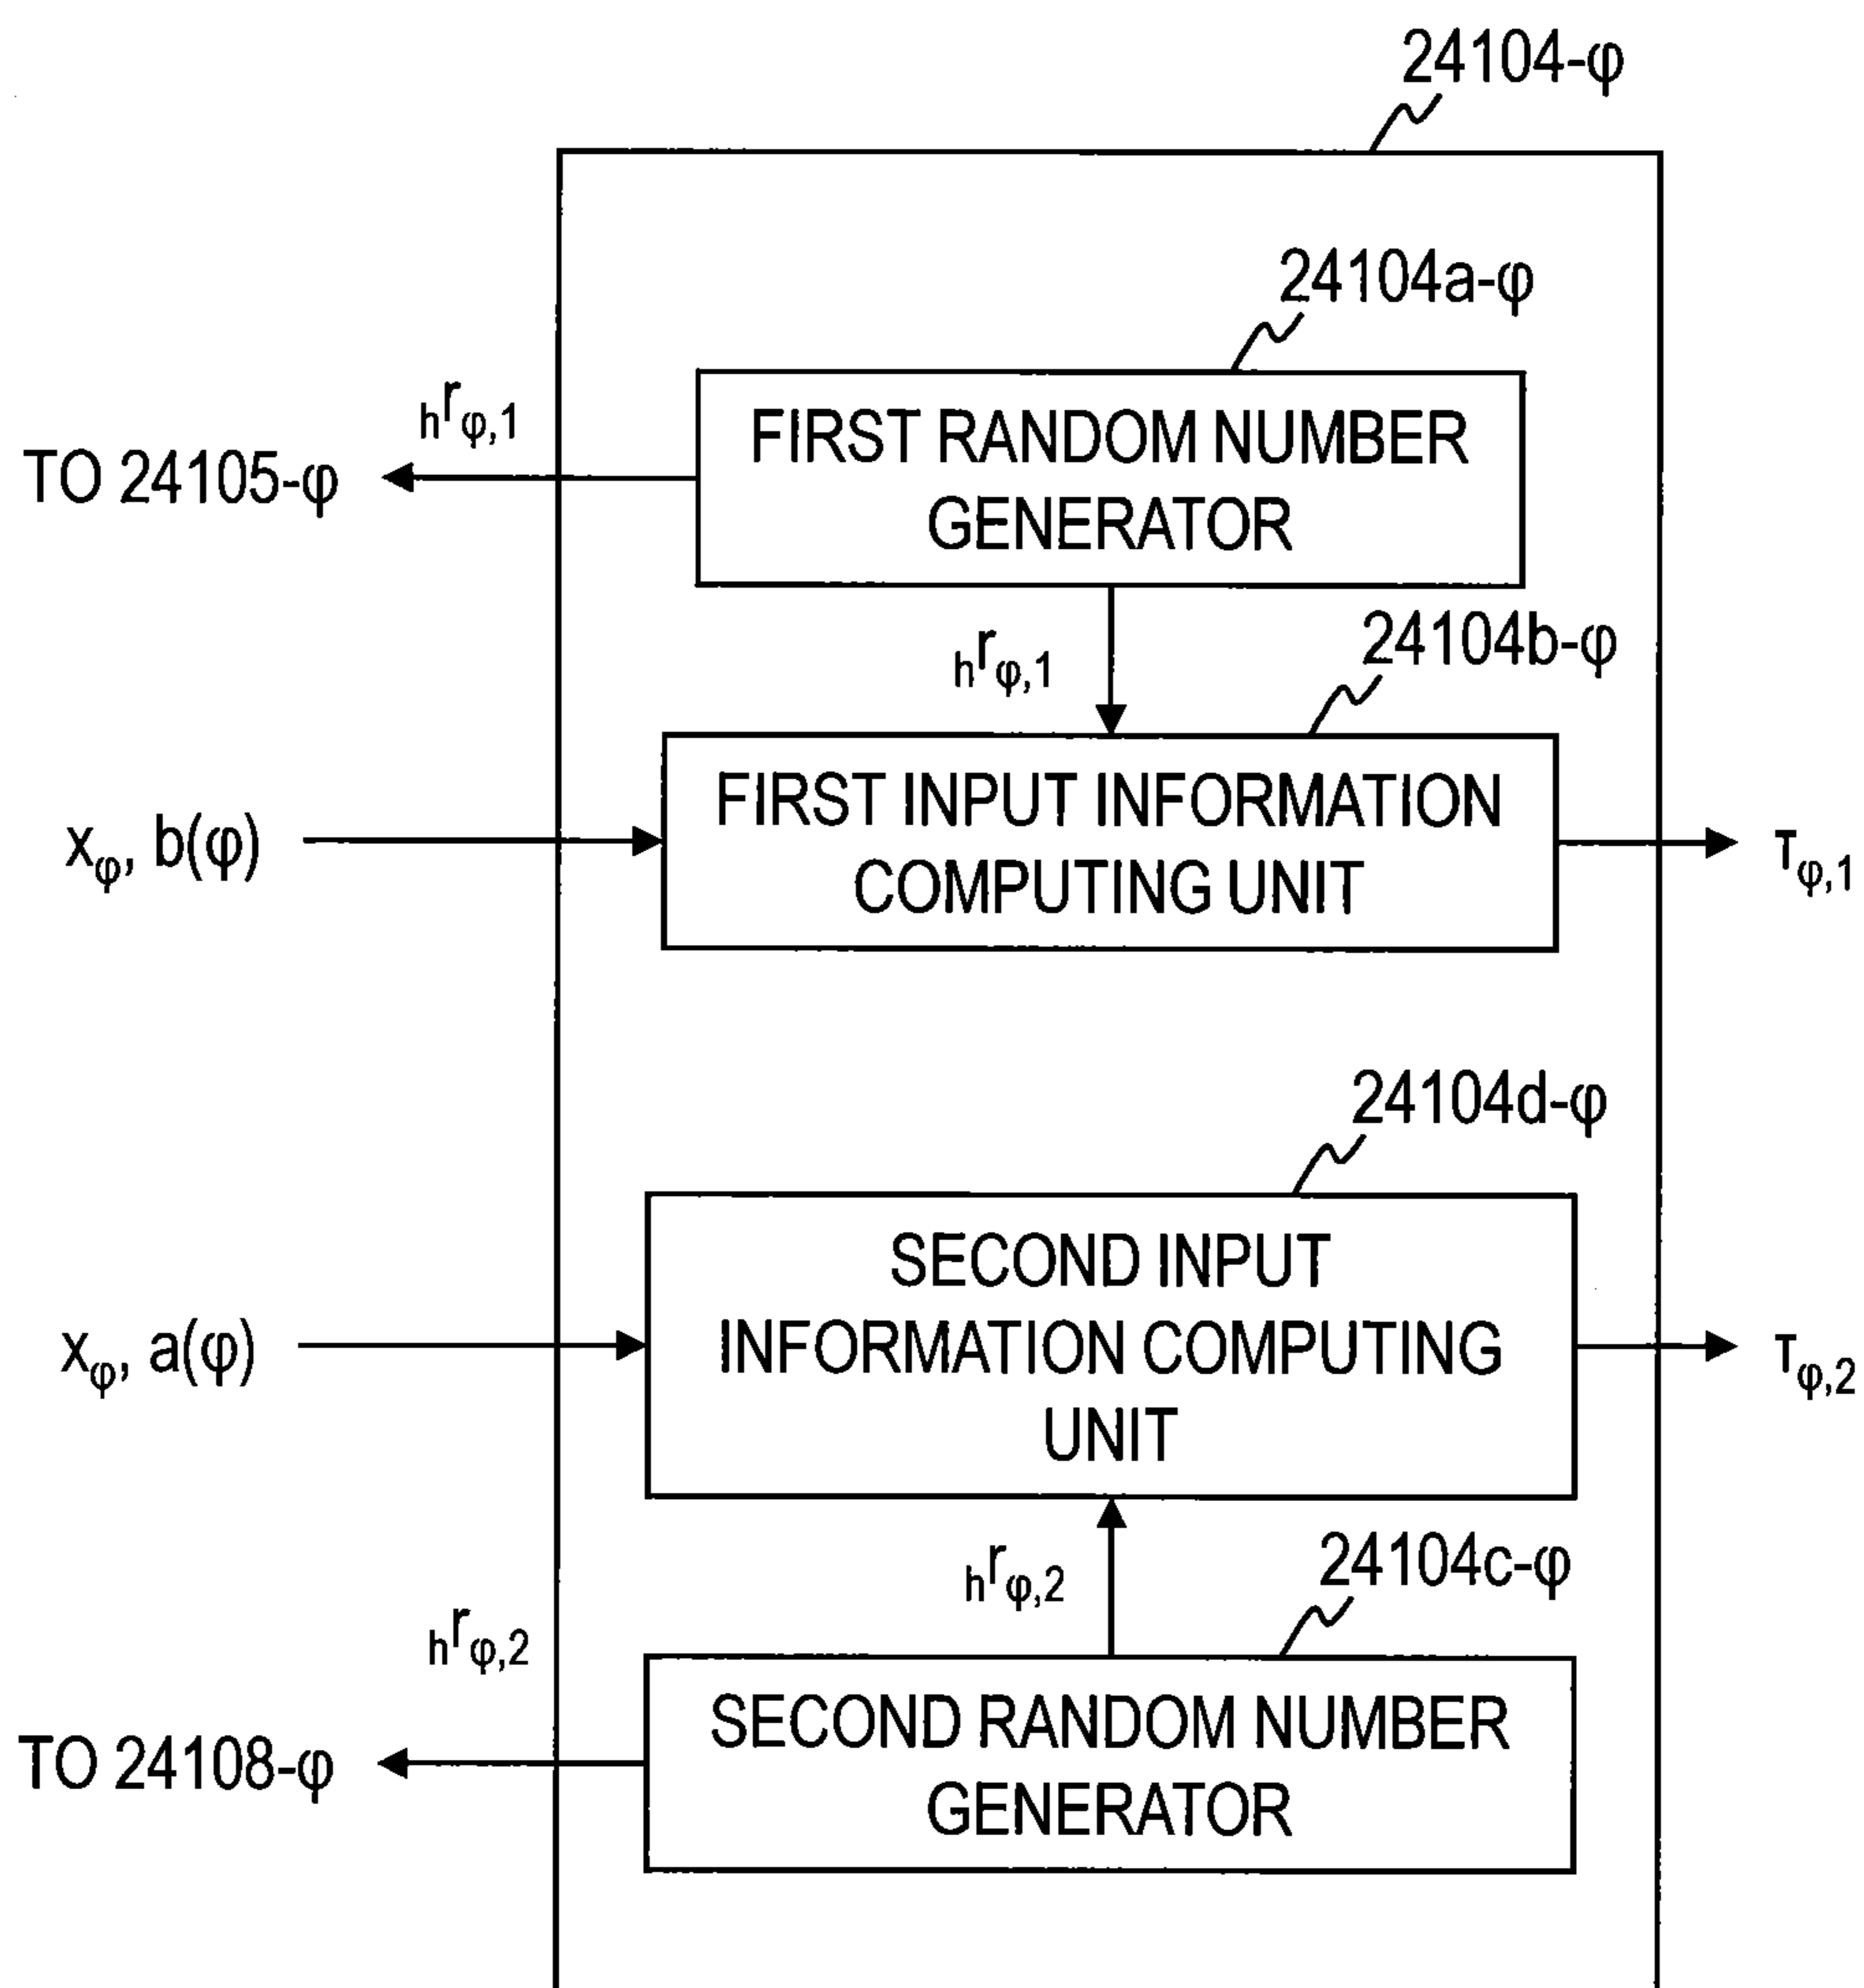 24104-φ
24104a-φ
hrφ,1
FIRST RANDOM NUMBER
GENERATOR
TO 24105-φ
hrφ,1
24104b-φ
FIRST INPUT INFORMATION
COMPUTING UNIT
xφ, b(φ)
τφ,1
24104d-φ
SECOND INPUT
INFORMATION COMPUTING
UNIT
xφ, a(φ)
τφ,2
hrφ,2
24104c-φ
hrφ,2
SECOND RANDOM NUMBER
GENERATOR
TO 24108-φ